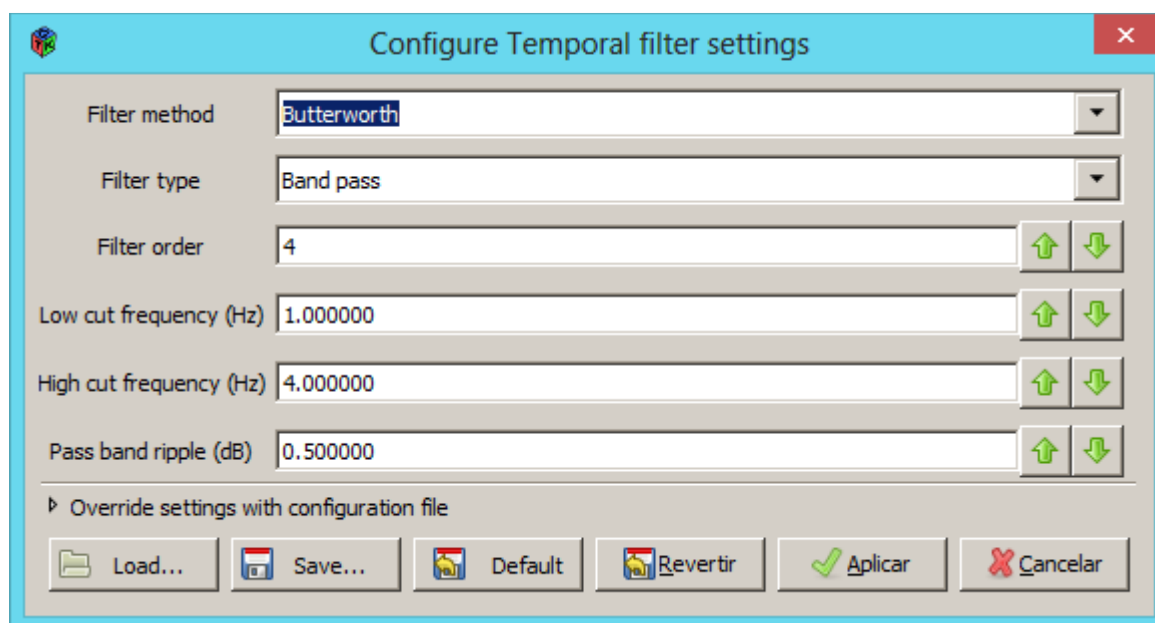 Configure Temporal filter settings
Filter method Butterworth
Filter type Band pass
Filter order 4
Low cut frequency (Hz) 1.000000
High cut frequency (Hz) 4.000000
Pass band ripple (dB) 0.500000
Override settings with configuration file
Load... Save... Default Revertir Aplicar Cancelar